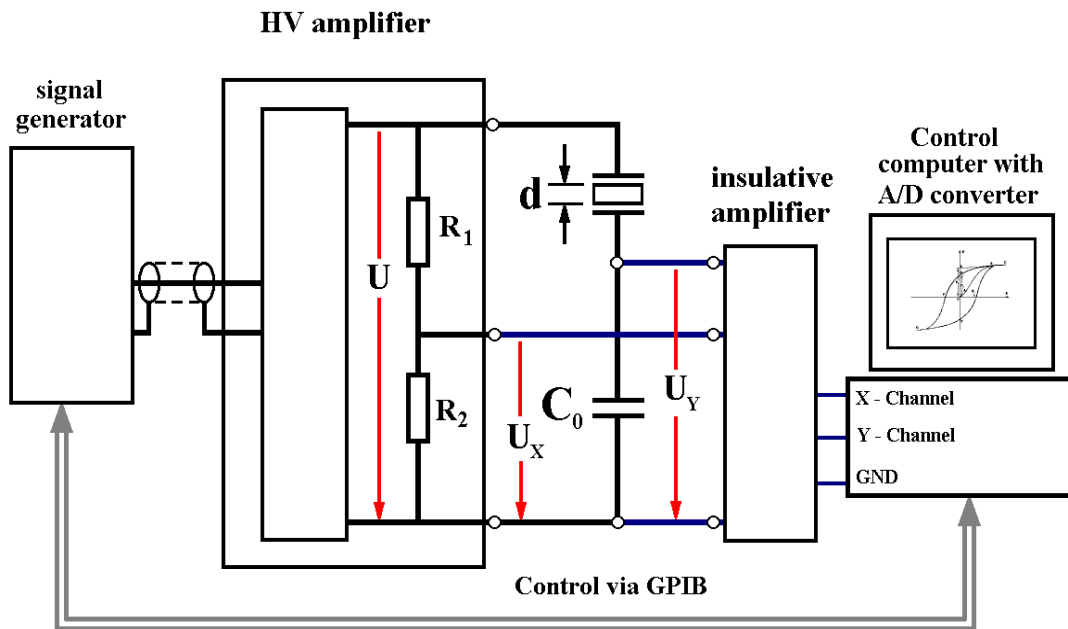 HV amplifier
signal
generator
Control
computer with
A/D converter
insulative
amplifier
d
R1
U
R2
UX
C0
UY
X - Channel
Y - Channel
GND
Control via GPIB